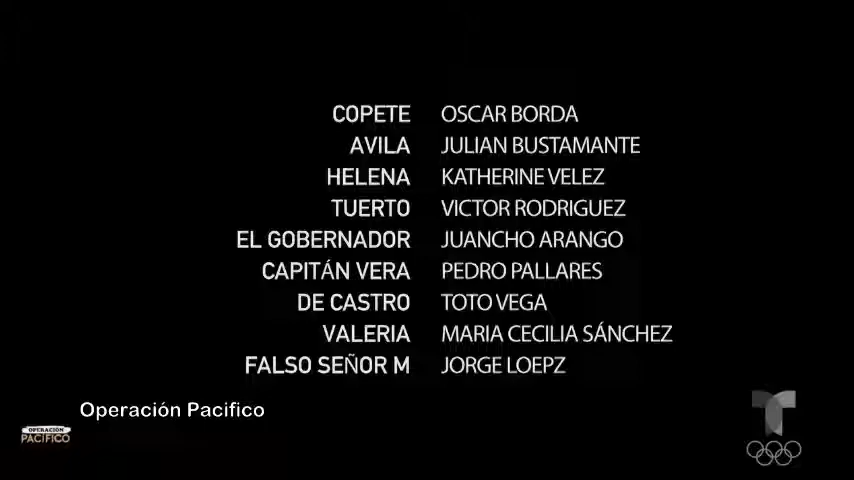 COPETE OSCAR BORDA
AVILA JULIAN BUSTAMANTE
HELENA KATHERINE VELEZ
TUERTO VICTOR RODRIGUEZ
EL GOBERNADOR JUANCHO ARANGO
CAPITÁN VERA PEDRO PALLARES
DE CASTRO TOTO VEGA
VALERIA MARIA CECILIA SÁNCHEZ
FALSO SEÑOR M JORGE LOEPZ
Operación Pacifico
OPERACIÓN
PACÍFICO